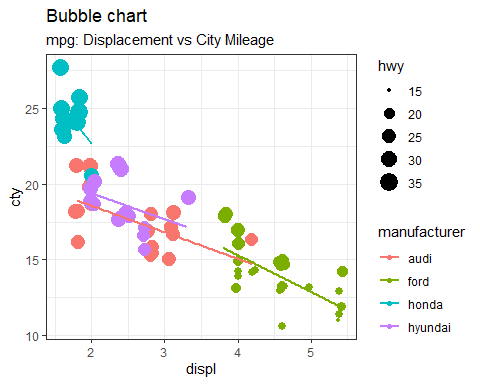 Bubble chart
mpg: Displacement vs City Mileage
cty
25
20
15
10
2
3
4
5
displ
hwy
15
20
25
30
35
manufacturer
audi
ford
honda
hyundai